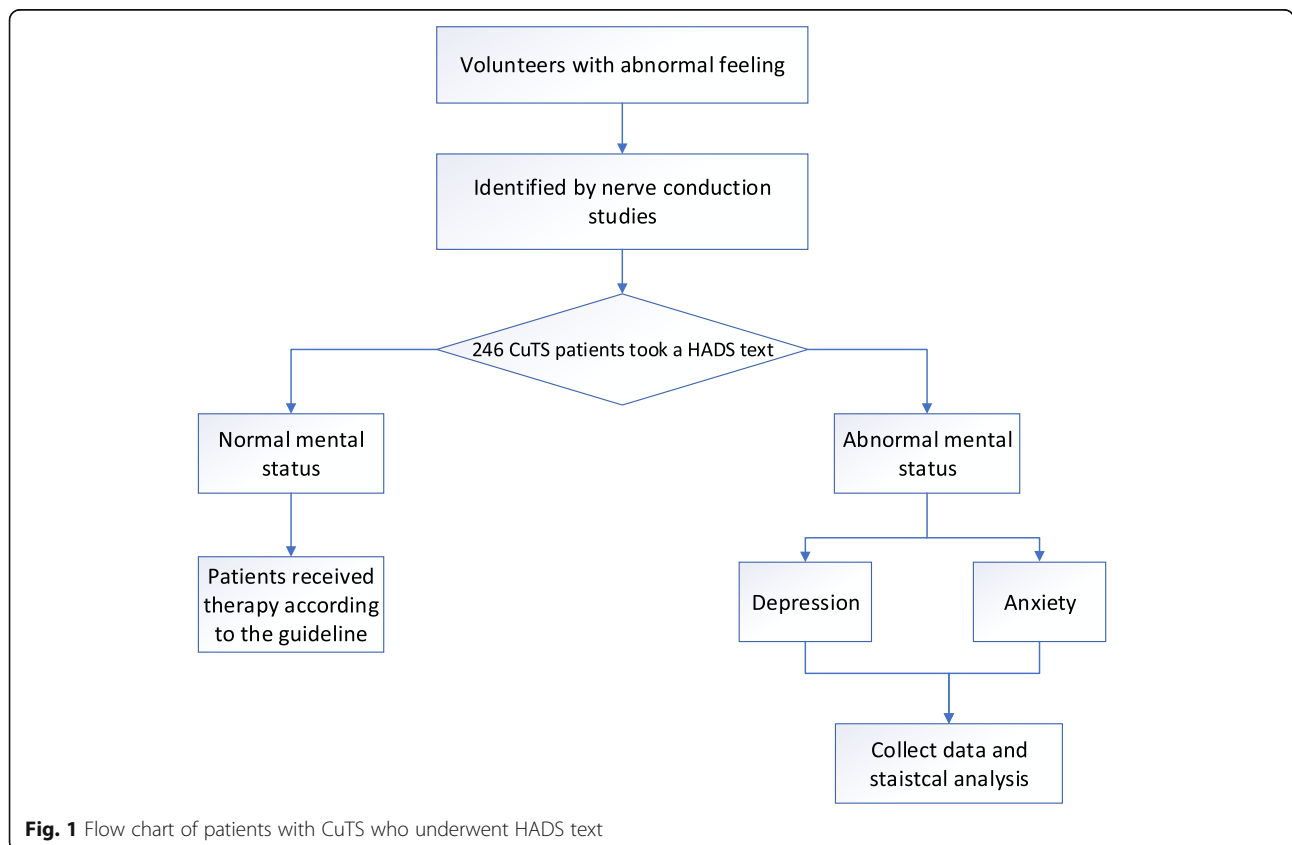 Volunteers with abnormal feeling
Identified by nerve conduction
studies
246 CuTS patients took a HADS text
Normal mental
status
Abnormal mental
status
Patients received
therapy according
to the guideline
Depression
Anxiety
Collect data and
staistcal analysis
Fig. 1 Flow chart of patients with CuTS who underwent HADS text